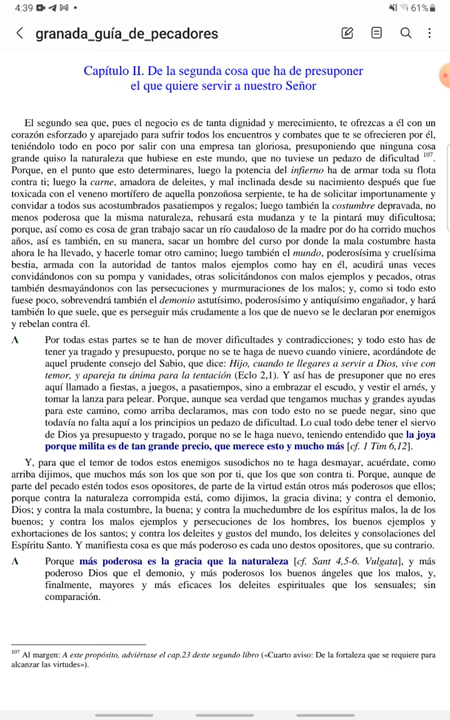 4:39
61%
granada_guía_de_pecadores
Capítulo II. De la segunda cosa que ha de presuponer
el que quiere servir a nuestro Señor
El segundo sea que, pues el negocio es de tanta dignidad y merecimiento, te ofrezcas a él con un
corazón esforzado y aparejado para sufrir todos los encuentros y combates que te se ofrecieren por él,
teniéndolo todo en poco por salir con una empresa tan gloriosa, presuponiendo que ninguna cosa
grande quiso la naturaleza que hubiese en este mundo, que no tuviese un pedazo de dificultad 107.
Porque, en el punto que esto determinares, luego la potencia del infierno ha de armar toda su flota
contra ti; luego la carne, amadora de deleites, y mal inclinada desde su nacimiento después que fue
toxicada con el veneno mortífero de aquella ponzoñosa serpiente, te ha de solicitar importunamente y
convidar a todos sus acostumbrados pasatiempos y regalos; luego también la costumbre depravada, no
menos poderosa que la misma naturaleza, rehusará esta mudanza y te la pintará muy dificultosa;
porque, así como es cosa de gran trabajo sacar un río caudaloso de la madre por do ha corrido muchos
años, así es también, en su manera, sacar un hombre del curso por donde la mala costumbre hasta
ahora le ha llevado, y hacerle tomar otro camino; luego también el mundo, poderosísima y cruelísima
bestia, armada con la autoridad de tantos malos ejemplos como hay en él, acudirá unas veces
convidándonos con su pompa y vanidades, otras solicitándonos con malos ejemplos y pecados, otras
también desmayándonos con las persecuciones y murmuraciones de los malos; y, como si todo esto
fuese poco, sobrevendrá también el demonio astutísimo, poderosísimo y antiquísimo engañador, y hará
también lo que suele, que es perseguir más crudamente a los que de nuevo se le declaran por enemigos
y rebelan contra él.
Λ Por todas estas partes se te han de mover dificultades y contradicciones; y todo esto has de
tener ya tragado y presupuesto, porque no se te haga de nuevo cuando viniere, acordándote de
aquel prudente consejo del Sabio, que dice: Hijo, cuando te llegares a servir a Dios, vive con
temor, y apareja tu ánima para la tentación (Eclo 2,1). Y así has de presuponer que no eres
aquí llamado a fiestas, a juegos, a pasatiempos, sino a embrazar el escudo, y vestir el arnés, y
tomar la lanza para pelear. Porque, aunque sea verdad que tengamos muchas y grandes ayudas
para este camino, como arriba declaramos, mas con todo esto no se puede negar, sino que
todavía no falta aquí a los principios un pedazo de dificultad. Lo cual todo debe tener el siervo
de Dios ya presupuesto y tragado, porque no se le haga nuevo, teniendo entendido que la joya
porque milita es de tan grande precio, que merece esto y mucho más [cf. 1 Tim 6,12].
Y, para que el temor de todos estos enemigos susodichos no te haga desmayar, acuérdate, como
arriba dijimos, que muchos más son los que son por ti, que los que son contra ti. Porque, aunque de
parte del pecado estén todos esos opositores, de parte de la virtud están otros más poderosos que ellos;
porque contra la naturaleza corrompida está, como dijimos, la gracia divina; y contra el demonio,
Dios; y contra la mala costumbre, la buena; y contra la muchedumbre de los espíritus malos, la de los
buenos; y contra los malos ejemplos y persecuciones de los hombres, los buenos ejemplos y
exhortaciones de los santos; y contra los deleites y gustos del mundo, los deleites y consolaciones del
Espíritu Santo. Y manifiesta cosa es que más poderoso es cada uno destos opositores, que su contrario.
Λ Porque más poderosa es la gracia que la naturaleza [cf. Sant 4,5-6. Vulgata], y más
poderoso Dios que el demonio, y más poderosos los buenos ángeles que los malos, y,
finalmente, mayores y más eficaces los deleites espirituales que los sensuales; sin
comparación.
107 Al margen: A este propósito, adviértase el cap.23 deste segundo libro («Cuarto aviso: De la fortaleza que se requiere para
alcanzar las virtudes»).